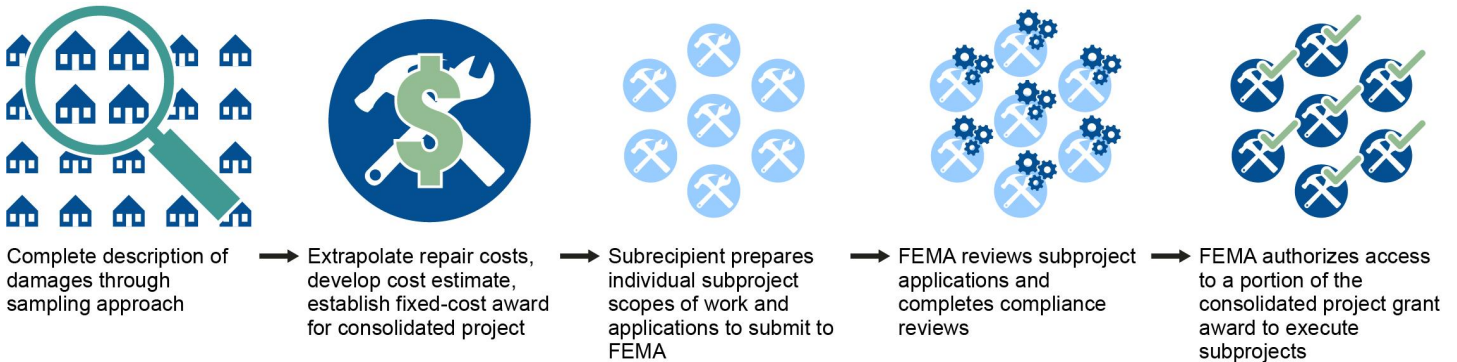 Complete description of
damages through
sampling approach
Extrapolate repair costs,
develop cost estimate,
establish fixed-cost award
for consolidated project
Subrecipient prepares
individual subproject
scopes of work and
applications to submit to
FEMA
FEMA reviews subproject
applications and
completes compliance
reviews
FEMA authorizes access
to a portion of the
consolidated project grant
award to execute
subprojects